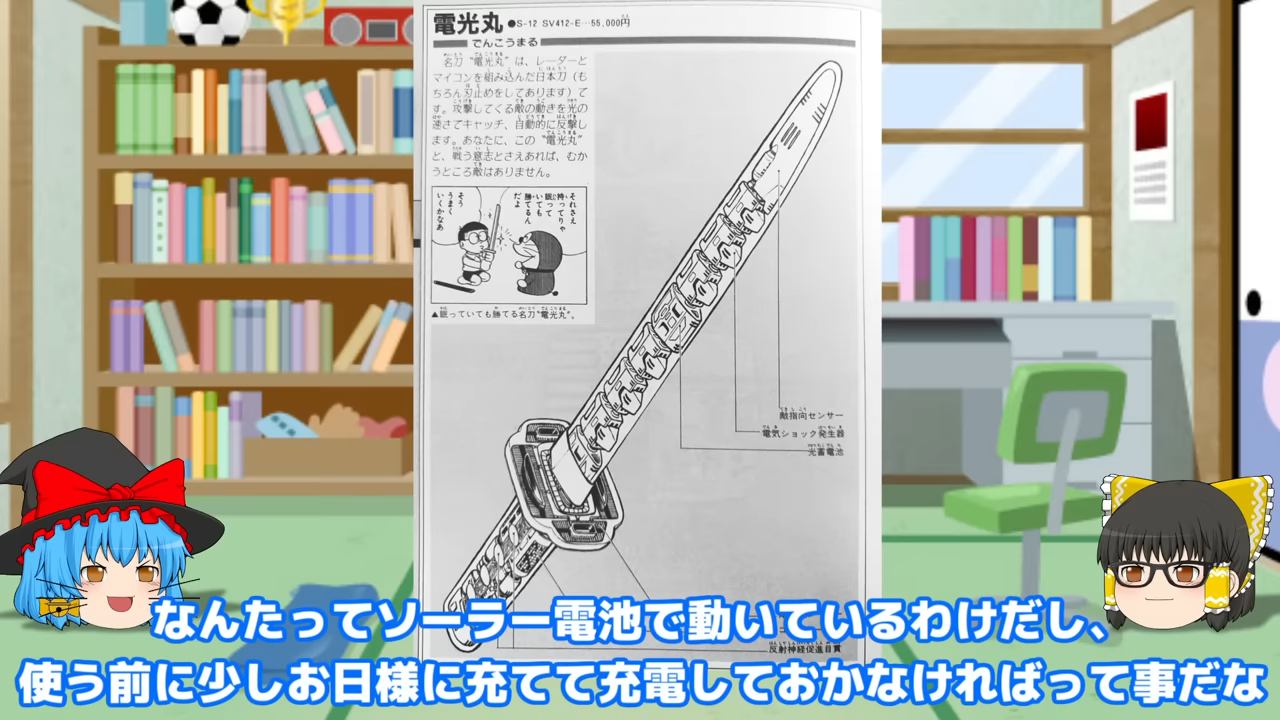 電光丸 ●S-12 SV412-E‥55,000円
でんこうまる
名刀“電光丸”は、レーダーと
マイコンを組み込んだ日本刀（も
ちろん刃止めをしてあります）で
す。攻撃してくる敵の動きを光の
速さでキャッチ、自動的に反撃し
ます。あなたに、この“電光丸”
と、戦う意志とさえあれば、むか
うところ敵はありません。
それさえ
持ってりゃ
眠って
いても
勝てるん
だよ
そう
うまく
いくかなあ
▲眠っていても勝てる名刀“電光丸”。
敵指向センサー
電気ショック発生器
光蓄電池
反射神経促進目貫
なんたってソーラー電池で動いているわけだし、
使う前に少しお日様に充てて充電しておかなければって事だな